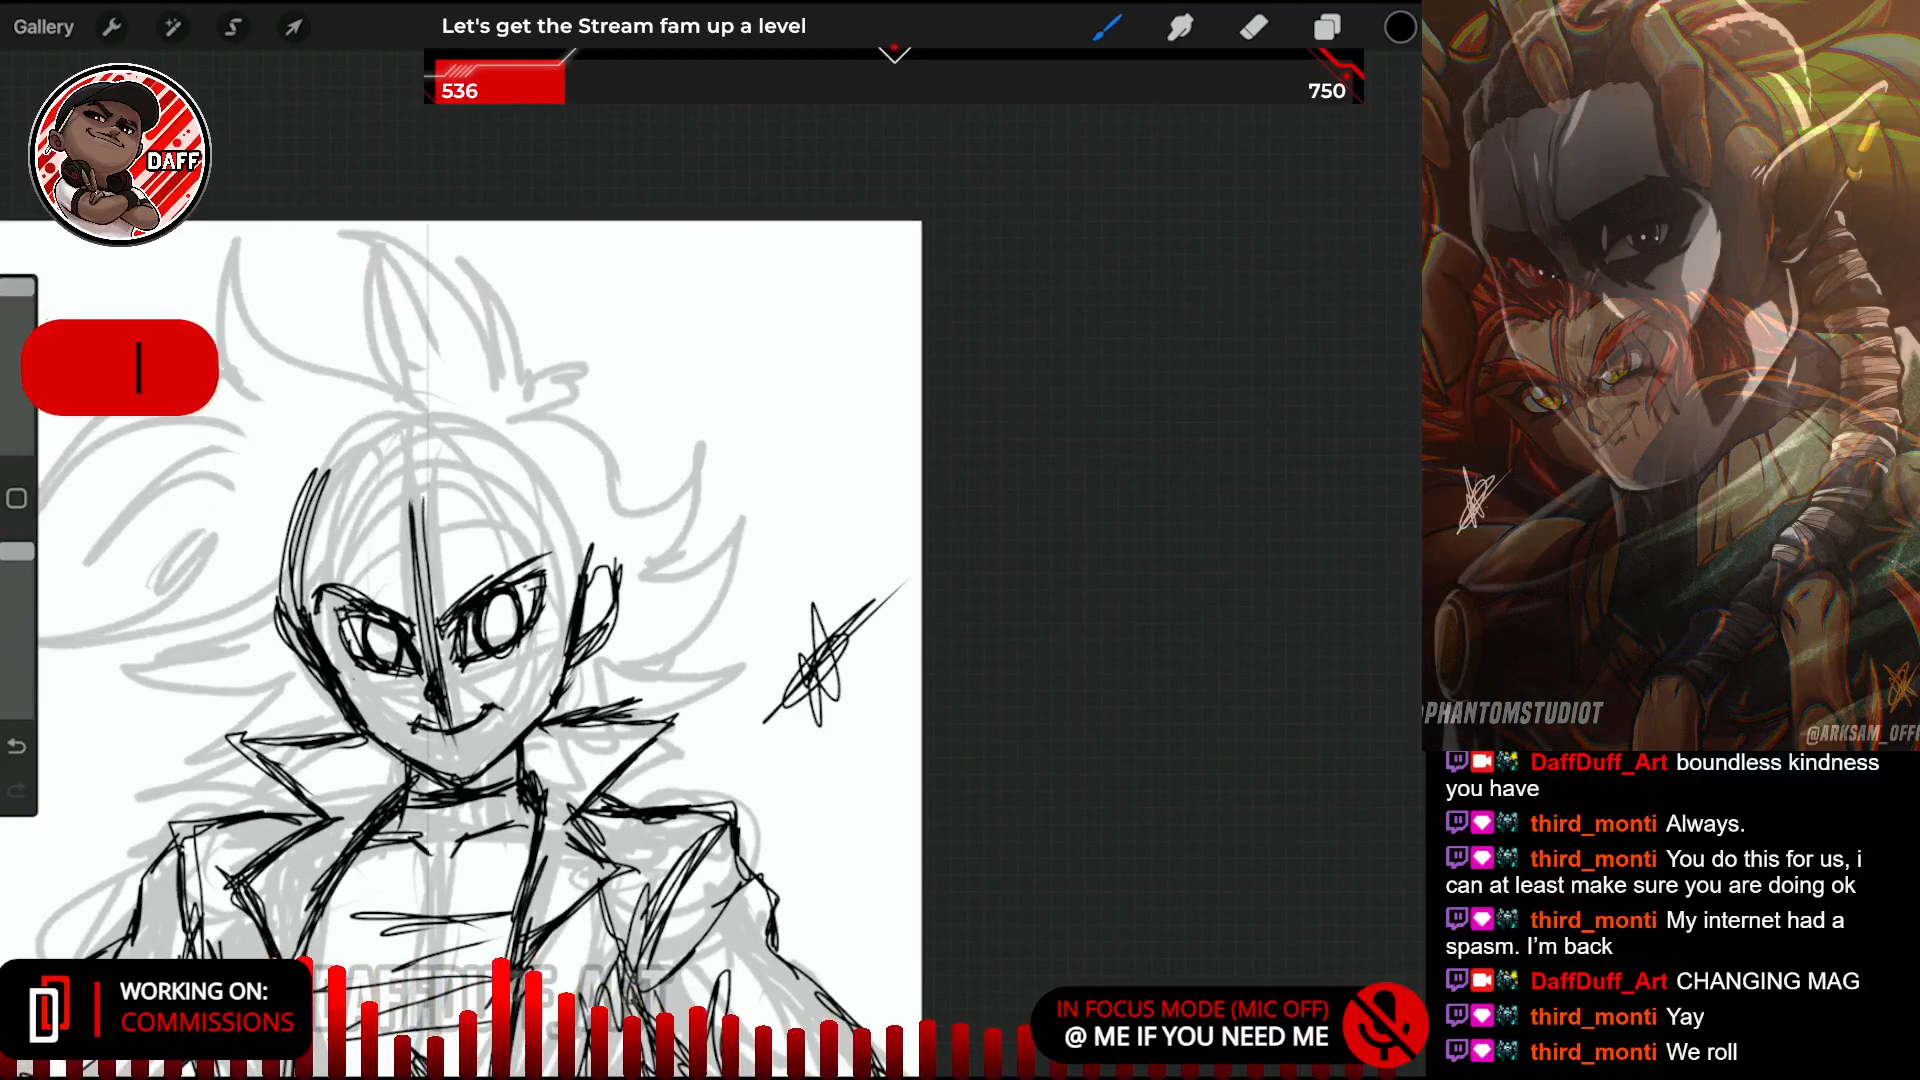 Gallery
Let's get the Stream fam up a level
536
750
DAFF
@PHANTOMSTUDIOT
@ARKSAM_OFFI
DaffDuff_Art boundless kindness
you have
third_monti Always.
third_monti You do this for us, i
can at least make sure you are doing ok
third_monti My internet had a
spasm. I'm back
DaffDuff_Art CHANGING MAG
third_monti Yay
third_monti We roll
DAFFDUFF_ART
WORKING ON:
COMMISSIONS
IN FOCUS MODE (MIC OFF)
@ ME IF YOU NEED ME